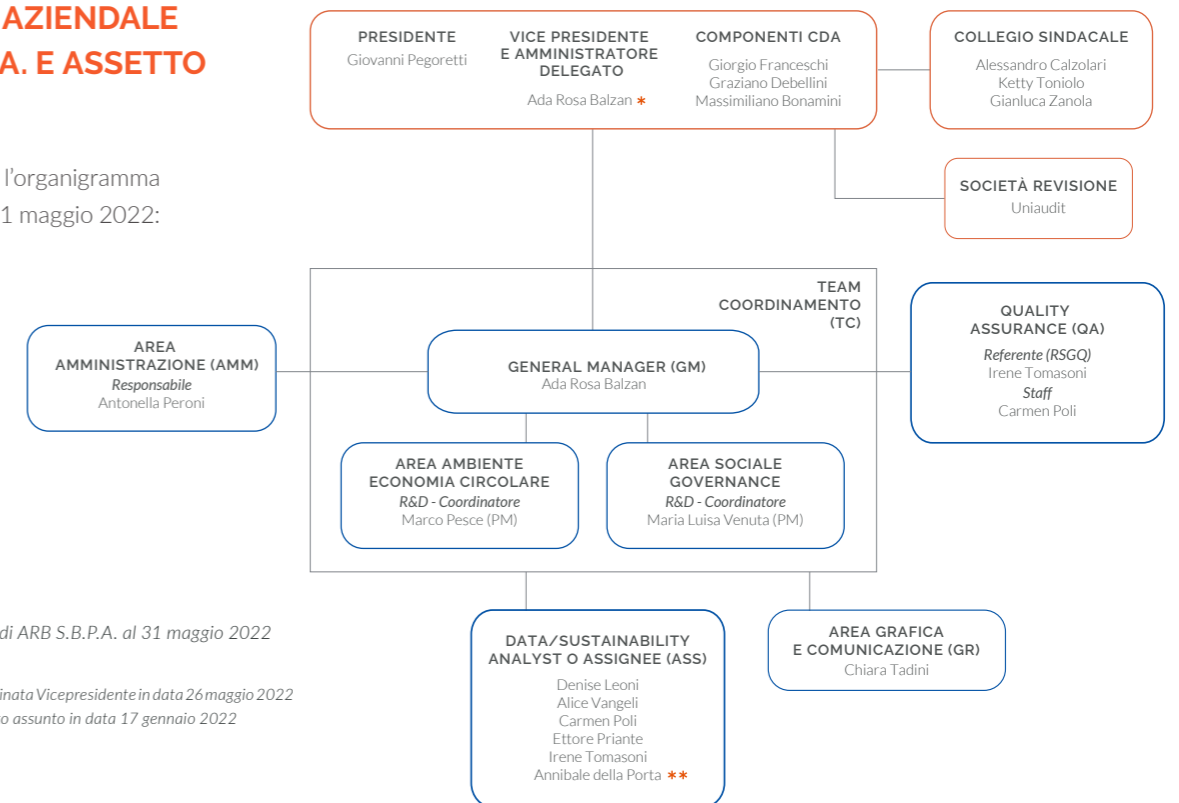 AZIENDALE
A. E ASSETTO
l'organigramma
1 maggio 2022:
PRESIDENTE
Giovanni Pegoretti
VICE PRESIDENTE
E AMMINISTRATORE
DELEGATO
Ada Rosa Balzan *
COMPONENTI CDA
Giorgio Franceschi
Graziano Debellini
Massimiliano Bonamini
COLLEGIO SINDACALE
Alessandro Calzolari
Ketty Toniolo
Gianluca Zanola
SOCIETÀ REVISIONE
Uniaudit
TEAM
COORDINAMENTO
(TC)
AREA
AMMINISTRAZIONE (AMM)
Responsabile
Antonella Peroni
GENERAL MANAGER (GM)
Ada Rosa Balzan
QUALITY
ASSURANCE (QA)
Referente (RSGQ)
Irene Tomasoni
Staff
Carmen Poli
AREA AMBIENTE
ECONOMIA CIRCOLARE
R&D - Coordinatore
Marco Pesce (PM)
AREA SOCIALE
GOVERNANCE
R&D - Coordinatore
Maria Luisa Venuta (PM)
DATA/SUSTAINABILITY
ANALYST O ASSIGNEE (ASS)
Denise Leoni
Alice Vangeli
Carmen Poli
Ettore Priante
Irene Tomasoni
Annibale della Porta **
AREA GRAFICA
E COMUNICAZIONE (GR)
Chiara Tadini
di ARB S.B.P.A. al 31 maggio 2022
inata Vicepresidente in data 26 maggio 2022
o assunto in data 17 gennaio 2022